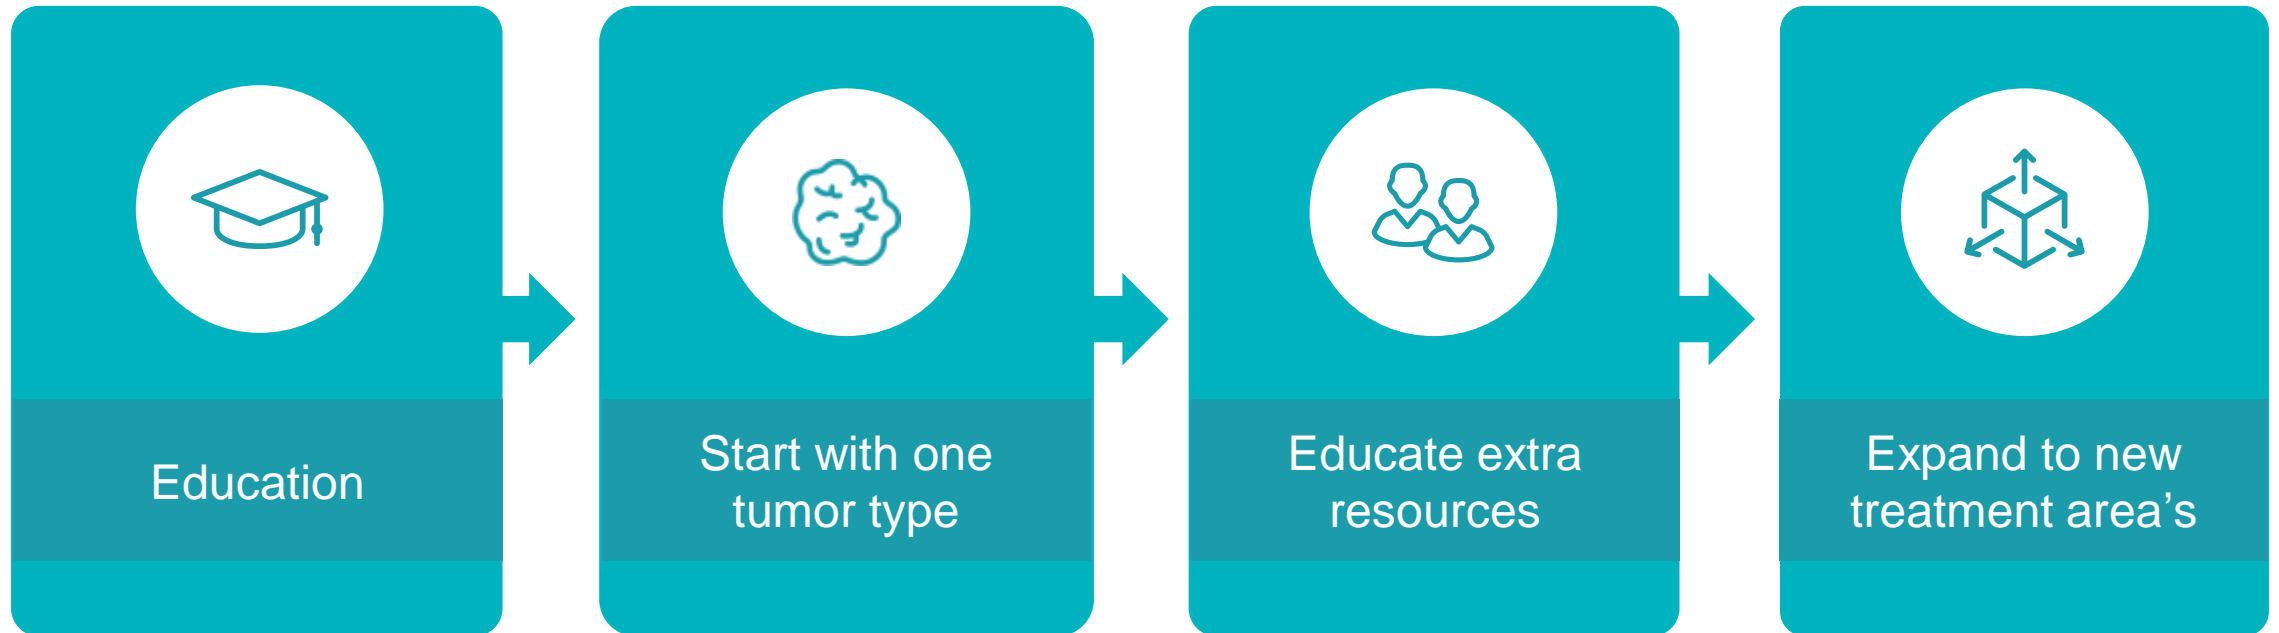 Education
Start with one
tumor type
Educate extra
resources
Expand to new
treatment area’s